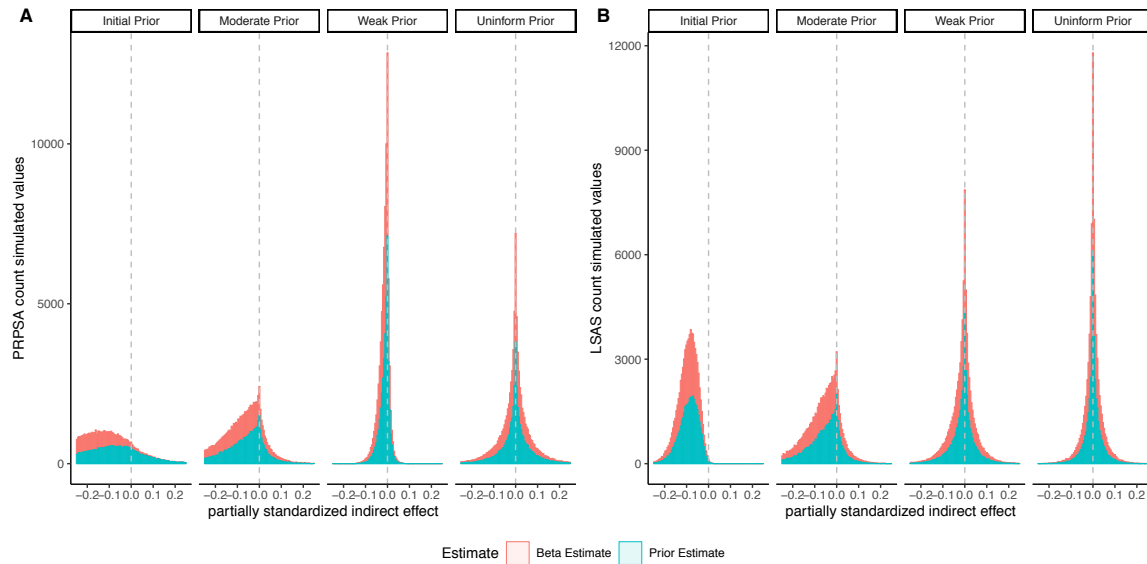 A
Initial Prior
Moderate Prior
Weak Prior
Uninform Prior
PRPSA count simulated values
10000
5000
0
−0.2−0.1 0.0 0.1 0.2
−0.2−0.1 0.0 0.1 0.2
−0.2−0.1 0.0 0.1 0.2
−0.2−0.1 0.0 0.1 0.2
partially standardized indirect effect
B
Initial Prior
Moderate Prior
Weak Prior
Uninform Prior
LSAS count simulated values
12000
9000
6000
3000
0
−0.2−0.1 0.0 0.1 0.2
−0.2−0.1 0.0 0.1 0.2
−0.2−0.1 0.0 0.1 0.2
−0.2−0.1 0.0 0.1 0.2
partially standardized indirect effect
Estimate Beta Estimate Prior Estimate